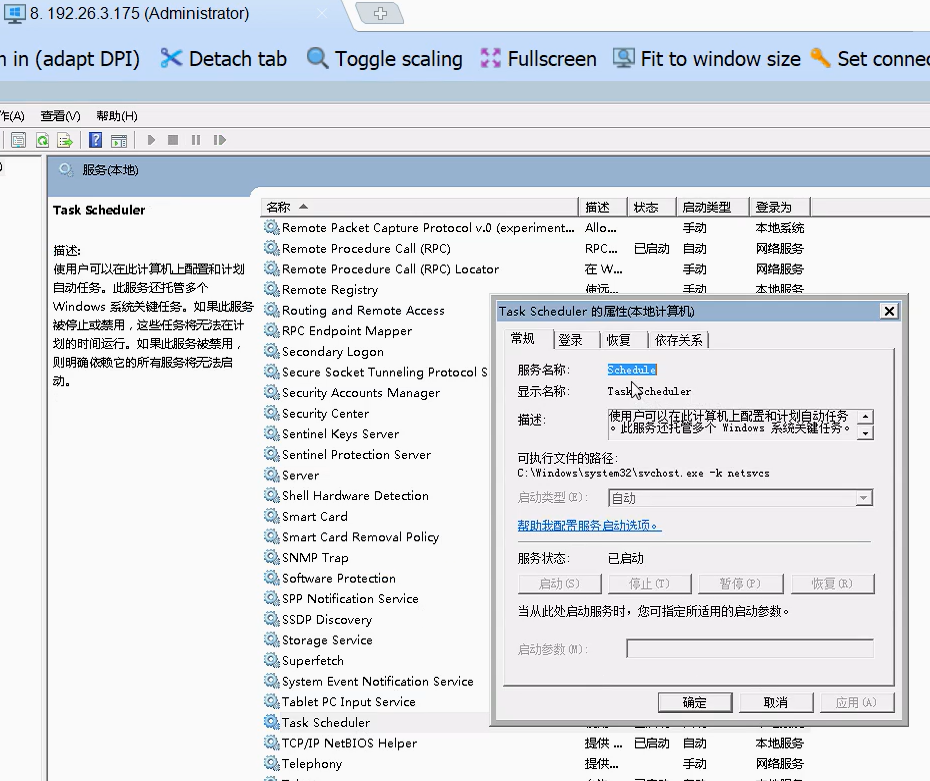 8. 192.26.3.175 (Administrator)
in (adapt DPI) Detach tab Toggle scaling Fullscreen Fit to window size Set connec
作(A) 查看(V) 帮助(H)
服务(本地)
Task Scheduler
描述:
使用户可以在此计算机上配置和计划
自动任务。此服务还托管多个
Windows 系统关键任务。如果此服务
被停止或禁用，这些任务将无法在计
划的时间运行。如果此服务被禁用，
则明确依赖它的所有服务将无法启
动。
名称 描述 状态 启动类型 登录为
Remote Packet Capture Protocol v.0 (experiment... Allo... 手动 本地系统
Remote Procedure Call (RPC) RPC... 已启动 自动 网络服务
Remote Procedure Call (RPC) Locator 在 W... 手动 网络服务
Remote Registry 使远... 手动 本地服务
Routing and Remote Access
RPC Endpoint Mapper
Secondary Logon
Secure Socket Tunneling Protocol S
Security Accounts Manager
Security Center
Sentinel Keys Server
Sentinel Protection Server
Server
Shell Hardware Detection
Smart Card
Smart Card Removal Policy
SNMP Trap
Software Protection
SPP Notification Service
SSDP Discovery
Storage Service
Superfetch
System Event Notification Service
Tablet PC Input Service
Task Scheduler
TCP/IP NetBIOS Helper 提供 ... 已启动 自动 本地服务
Telephony 提供... 手动 网络服务
Task Scheduler 的属性(本地计算机)
常规 登录 恢复 依存关系
服务名称: Schedule
显示名称: Task Scheduler
描述: 使用户可以在此计算机上配置和计划自动任务
。此服务还托管多个 Windows 系统关键任务。
可执行文件的路径:
C:\Windows\system32\svchost.exe -k netsvcs
启动类型(E): 自动
帮助我配置服务启动选项。
服务状态: 已启动
启动(S) 停止(T) 暂停(P) 恢复(R)
当从此处启动服务时，您可指定所适用的启动参数。
启动参数(M):
确定 取消 应用(A)